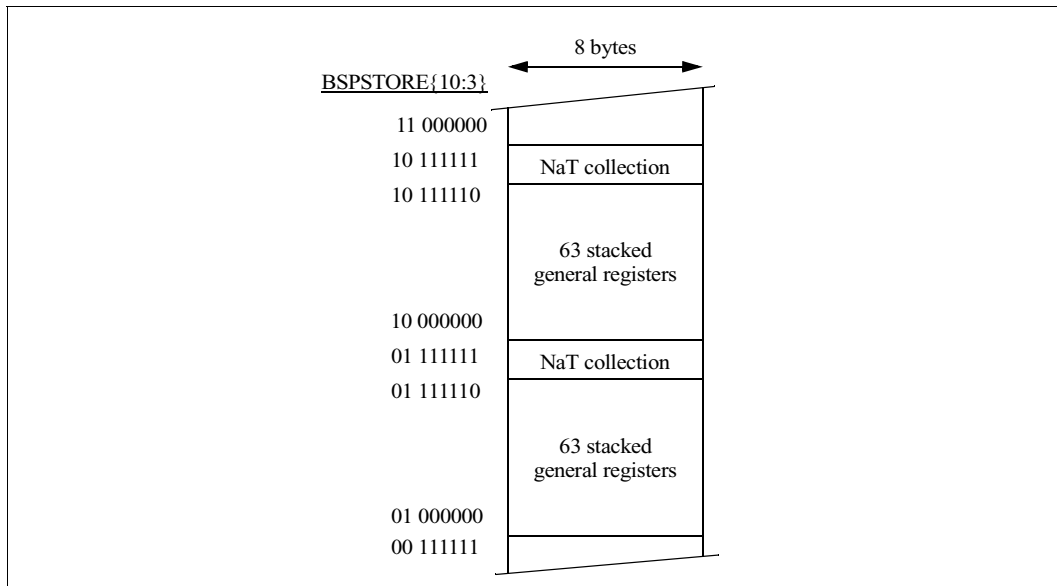 8 bytes
BSPSTORE{10:3}
11 000000
10 111111
NaT collection
10 111110
63 stacked
general registers
10 000000
01 111111
NaT collection
01 111110
63 stacked
general registers
01 000000
00 111111